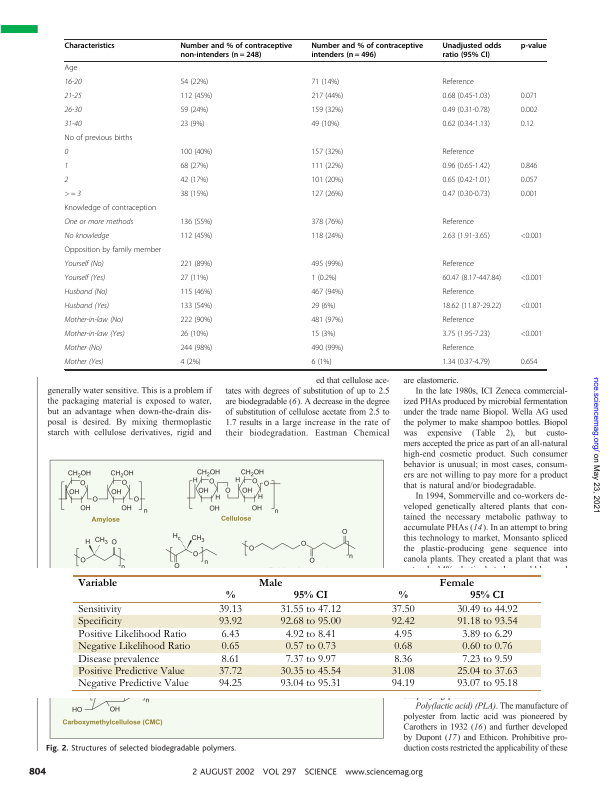 Characteristics Number and % of contraceptive non-intenders (n = 248) Number and % of contraceptive intenders (n = 496) Unadjusted odds ratio (95% CI) p-value
Age
16-20 54 (22%) 71 (14%) Reference
21-25 112 (45%) 217 (44%) 0.68 (0.45-1.03) 0.071
26-30 59 (24%) 159 (32%) 0.49 (0.31-0.78) 0.002
31-40 23 (9%) 49 (10%) 0.62 (0.34-1.13) 0.12
No of previous births
0 100 (40%) 157 (32%) Reference
1 68 (27%) 111 (22%) 0.96 (0.65-1.42) 0.846
2 42 (17%) 101 (20%) 0.65 (0.42-1.01) 0.057
> = 3 38 (15%) 127 (26%) 0.47 (0.30-0.73) 0.001
Knowledge of contraception
One or more methods 136 (55%) 378 (76%) Reference
No knowledge 112 (45%) 118 (24%) 2.63 (1.91-3.65) <0.001
Opposition by family member
Yourself (No) 221 (89%) 495 (99%) Reference
Yourself (Yes) 27 (11%) 1 (0.2%) 60.47 (8.17-447.84) <0.001
Husband (No) 115 (46%) 467 (94%) Reference
Husband (Yes) 133 (54%) 29 (6%) 18.62 (11.87-29.22) <0.001
Mother-in-law (No) 222 (90%) 481 (97%) Reference
Mother-in-law (Yes) 26 (10%) 15 (3%) 3.75 (1.95-7.23) <0.001
Mother (No) 244 (98%) 490 (99%) Reference
Mother (Yes) 4 (2%) 6 (1%) 1.34 (0.37-4.79) 0.654
generally water sensitive. This is a problem if
the packaging material is exposed to water,
but an advantage when down-the-drain dis-
posal is desired. By mixing thermoplastic
starch with cellulose derivatives, rigid and
ed that cellulose ace-
tates with degrees of substitution of up to 2.5
are biodegradable (6). A decrease in the degree
of substitution of cellulose acetate from 2.5 to
1.7 results in a large increase in the rate of
their biodegradation. Eastman Chemical
are elastomeric.
In the late 1980s, ICI Zeneca commercial-
ized PHAs produced by microbial fermentation
under the trade name Biopol. Wella AG used
the polymer to make shampoo bottles. Biopol
was expensive (Table 2), but custo-
mers accepted the price as part of an all-natural
high-end cosmetic product. Such consumer
behavior is unusual; in most cases, consum-
ers are not willing to pay more for a product
that is natural and/or biodegradable.
In 1994, Sommerville and co-workers de-
veloped genetically altered plants that con-
tained the necessary metabolic pathway to
accumulate PHAs (14). In an attempt to bring
this technology to market, Monsanto spliced
the plastic-producing gene sequence into
canola plants. They created a plant that was
CH2OH CH2OH
O O
OH OH
O O
OH OH n
Amylose
CH2OH CH2OH
H O H O
OH H OH H
O O
H H
OH OH n
Cellulose
H CH3 O
O n
H3C CH3
O O n
O
O O
O n
Variable Male Female
% 95% CI % 95% CI
Sensitivity 39.13 31.55 to 47.12 37.50 30.49 to 44.92
Specificity 93.92 92.68 to 95.00 92.42 91.18 to 93.54
Positive Likelihood Ratio 6.43 4.92 to 8.41 4.95 3.89 to 6.29
Negative Likelihood Ratio 0.65 0.57 to 0.73 0.68 0.60 to 0.76
Disease prevalence 8.61 7.37 to 9.97 8.36 7.23 to 9.59
Positive Predictive Value 37.72 30.35 to 45.54 31.08 25.04 to 37.63
Negative Predictive Value 94.25 93.04 to 95.31 94.19 93.07 to 95.18
n
HO OH
Carboxymethylcellulose (CMC)
Fig. 2. Structures of selected biodegradable polymers.
Poly(lactic acid) (PLA). The manufacture of
polyester from lactic acid was pioneered by
Carothers in 1932 (16) and further developed
by Dupont (17) and Ethicon. Prohibitive pro-
duction costs restricted the applicability of these
804 2 AUGUST 2002 VOL 297 SCIENCE www.sciencemag.org
nce.sciencemag.org/ on May 23, 2021